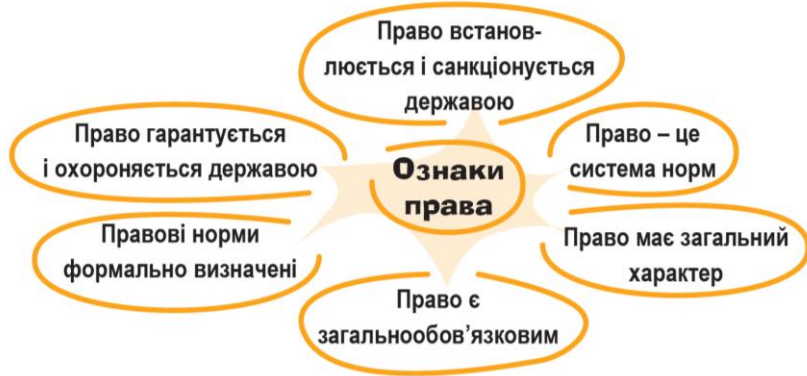 Право встанов-
люється і санкціонується
державою
Право гарантується
і охороняється державою
Право – це
система норм
Ознаки
права
Правові норми
формально визначені
Право має загальний
характер
Право є
загальнообов’язковим